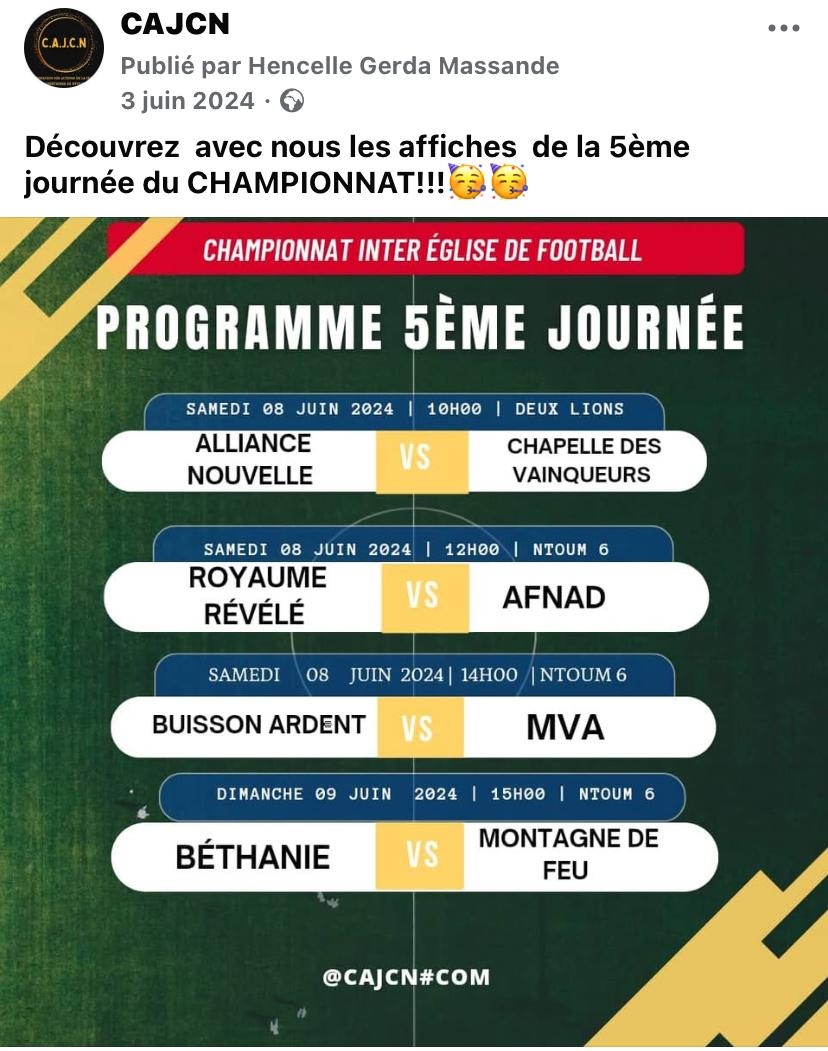 CAJCN
C.A.J.C.N
Publié par Hencelle Gerda Massande
3 juin 2024 ·
Découvrez avec nous les affiches de la 5ème
journée du CHAMPIONNAT!!!🥳🥳
CHAMPIONNAT INTER ÉGLISE DE FOOTBALL
PROGRAMME 5ÈME JOURNÉE
SAMEDI 08 JUIN 2024 | 10H00 | DEUX LIONS
ALLIANCE
NOUVELLE
VS
CHAPELLE DES
VAINQUEURS
SAMEDI 08 JUIN 2024 | 12H00 | NTOUM 6
ROYAUME
RÉVÉLÉ
VS
AFNAD
SAMEDI 08 JUIN 2024| 14H00 |NTOUM 6
BUISSON ARDENT
VS
MVA
DIMANCHE 09 JUIN 2024 | 15H00 | NTOUM 6
BÉTHANIE
VS
MONTAGNE DE
FEU
@CAJCN#COM